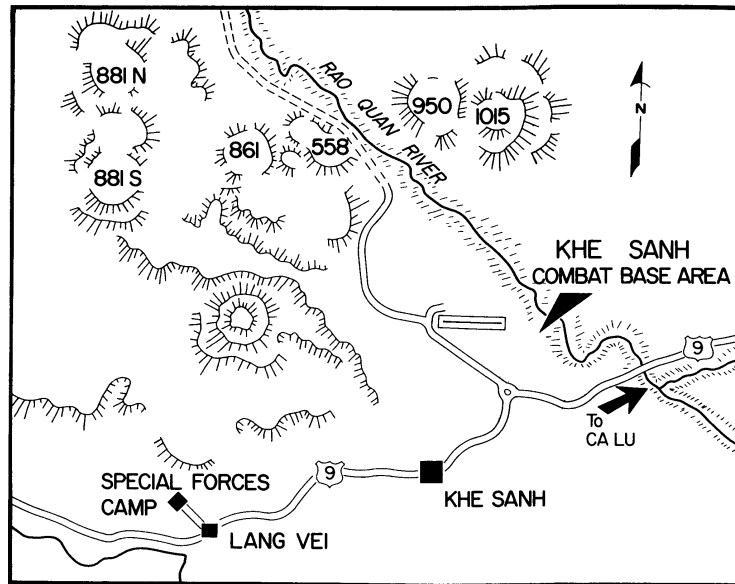 881 N
881 S
861
558
RAO QUAN RIVER
950
1015
N
KHE SANH
COMBAT BASE AREA
9
To
CA LU
9
SPECIAL FORCES
CAMP
KHE SANH
LANG VEI